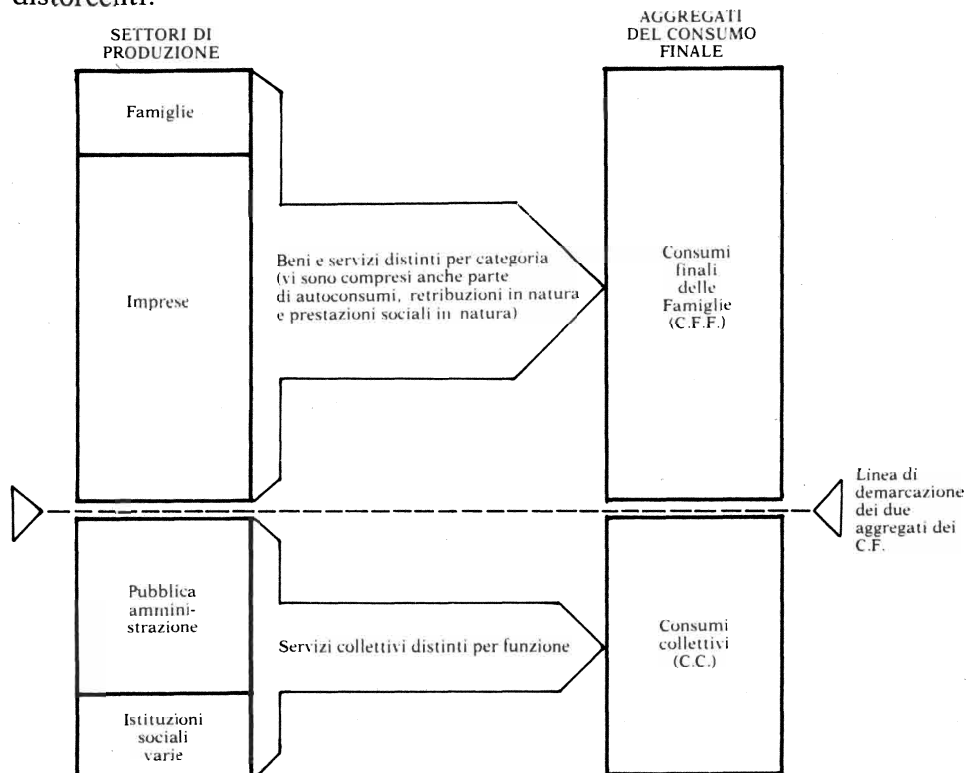 distorcenti.
SETTORI DI
PRODUZIONE
AGGREGATI
DEL CONSUMO
FINALE
Famiglie
Imprese
Beni e servizi distinti per categoria
(vi sono compresi anche parte
di autoconsumi, retribuzioni in natura
e prestazioni sociali in natura)
Consumi
finali
delle
Famiglie
(C.F.F.)
Linea di
demarcazione
dei due
aggregati dei
C.F.
Pubblica
ammini-
strazione
Servizi collettivi distinti per funzione
Consumi
collettivi
(C.C.)
Istituzioni
sociali
varie